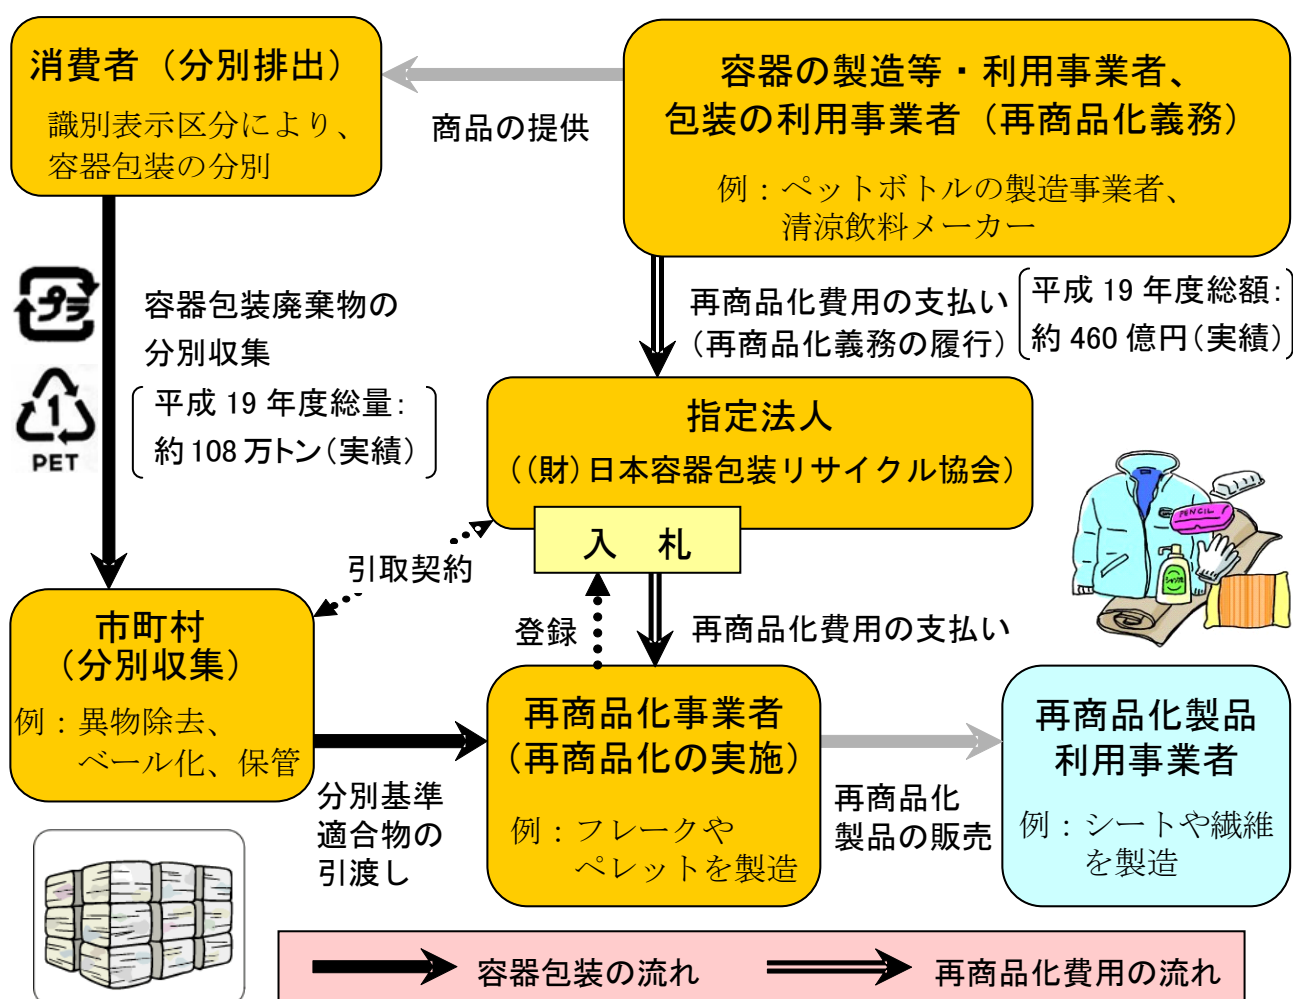 消費者（分別排出）
識別表示区分により、
容器包装の分別
商品の提供
容器の製造等・利用事業者、
包装の利用事業者（再商品化義務）
例：ペットボトルの製造事業者、
清涼飲料メーカー
プラ
1
PET
容器包装廃棄物の
分別収集
平成 19 年度総量：
約108万トン（実績）
再商品化費用の支払い
（再商品化義務の履行）
平成 19 年度総額：
約 460 億円（実績）
指定法人
（（財）日本容器包装リサイクル協会）
入　札
引取契約
登録
再商品化費用の支払い
PENCIL
市町村
（分別収集）
例：異物除去、
ベール化、保管
分別基準
適合物の
引渡し
再商品化事業者
（再商品化の実施）
例：フレークや
ペレットを製造
再商品化
製品の販売
再商品化製品
利用事業者
例：シートや繊維
を製造
容器包装の流れ
再商品化費用の流れ